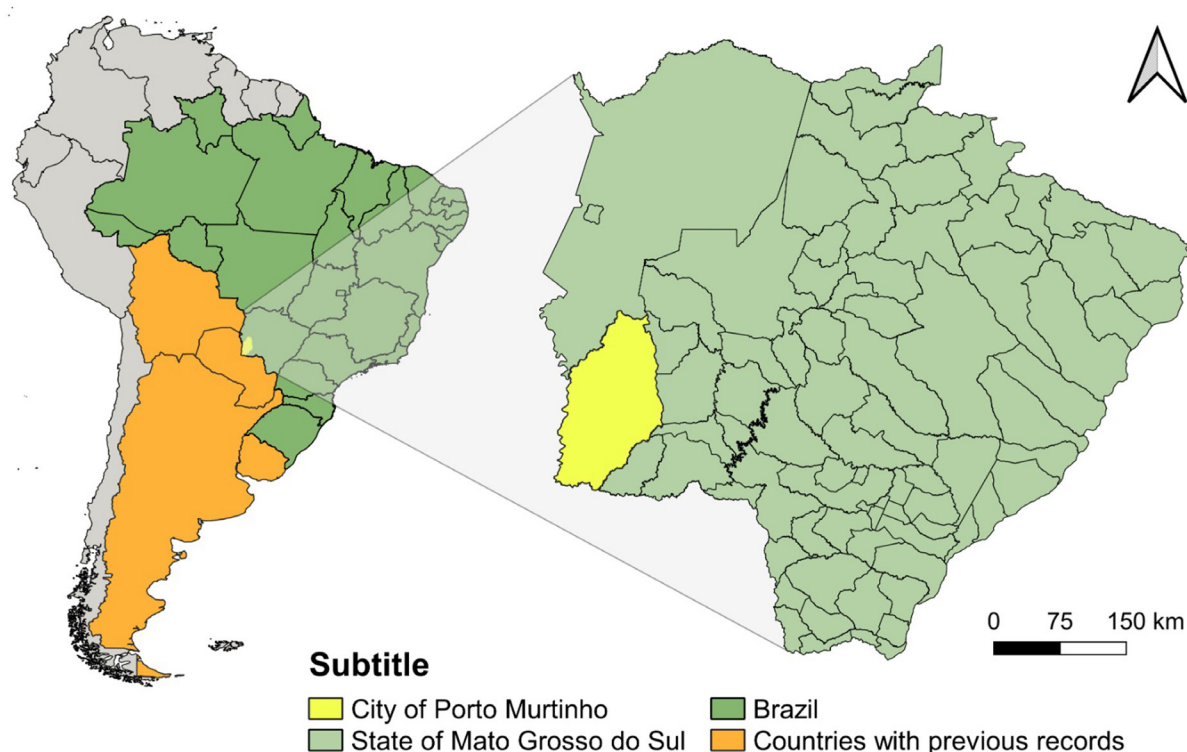 0 75 150 km
Subtitle
City of Porto Murtinho
Brazil
State of Mato Grosso do Sul
Countries with previous records